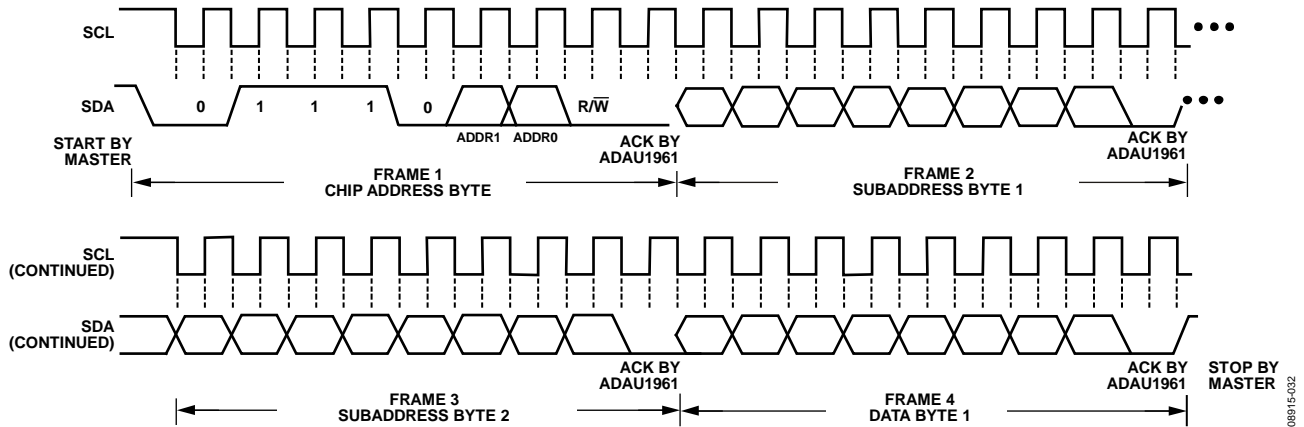 SCL
SDA
0 1 1 1 0 R/W̅
ADDR1 ADDR0
START BY
MASTER
ACK BY
ADAU1961
ACK BY
ADAU1961
FRAME 1
CHIP ADDRESS BYTE
FRAME 2
SUBADDRESS BYTE 1
SCL
(CONTINUED)
SDA
(CONTINUED)
ACK BY
ADAU1961
ACK BY
ADAU1961
STOP BY
MASTER
FRAME 3
SUBADDRESS BYTE 2
FRAME 4
DATA BYTE 1
08915-032